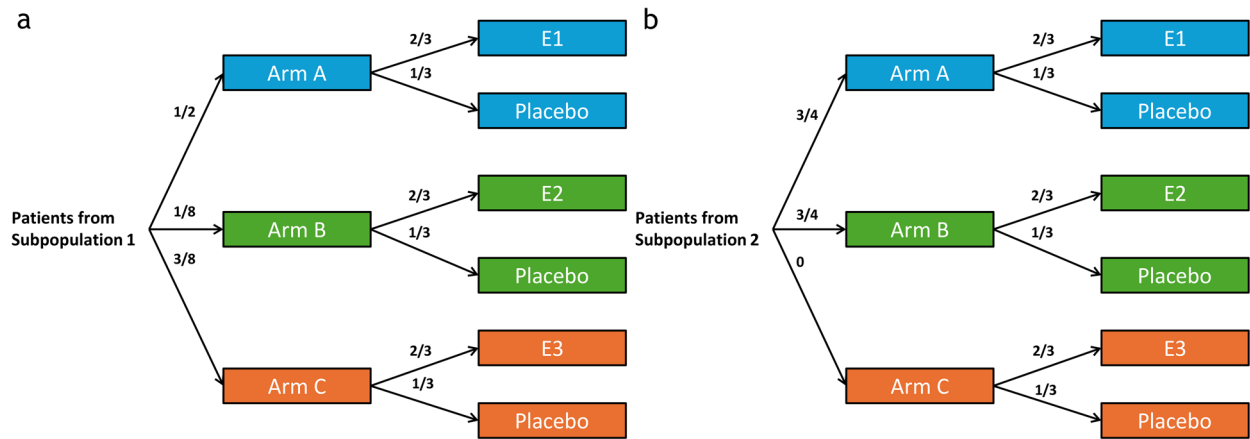 a
2/3
E1
Arm A
1/3
1/2
Placebo
2/3
E2
Patients from
Subpopulation 1
1/8
Arm B
1/3
3/8
Placebo
2/3
E3
Arm C
1/3
Placebo
b
2/3
E1
Arm A
1/3
3/4
Placebo
2/3
E2
Patients from
Subpopulation 2
3/4
Arm B
1/3
0
Placebo
2/3
E3
Arm C
1/3
Placebo